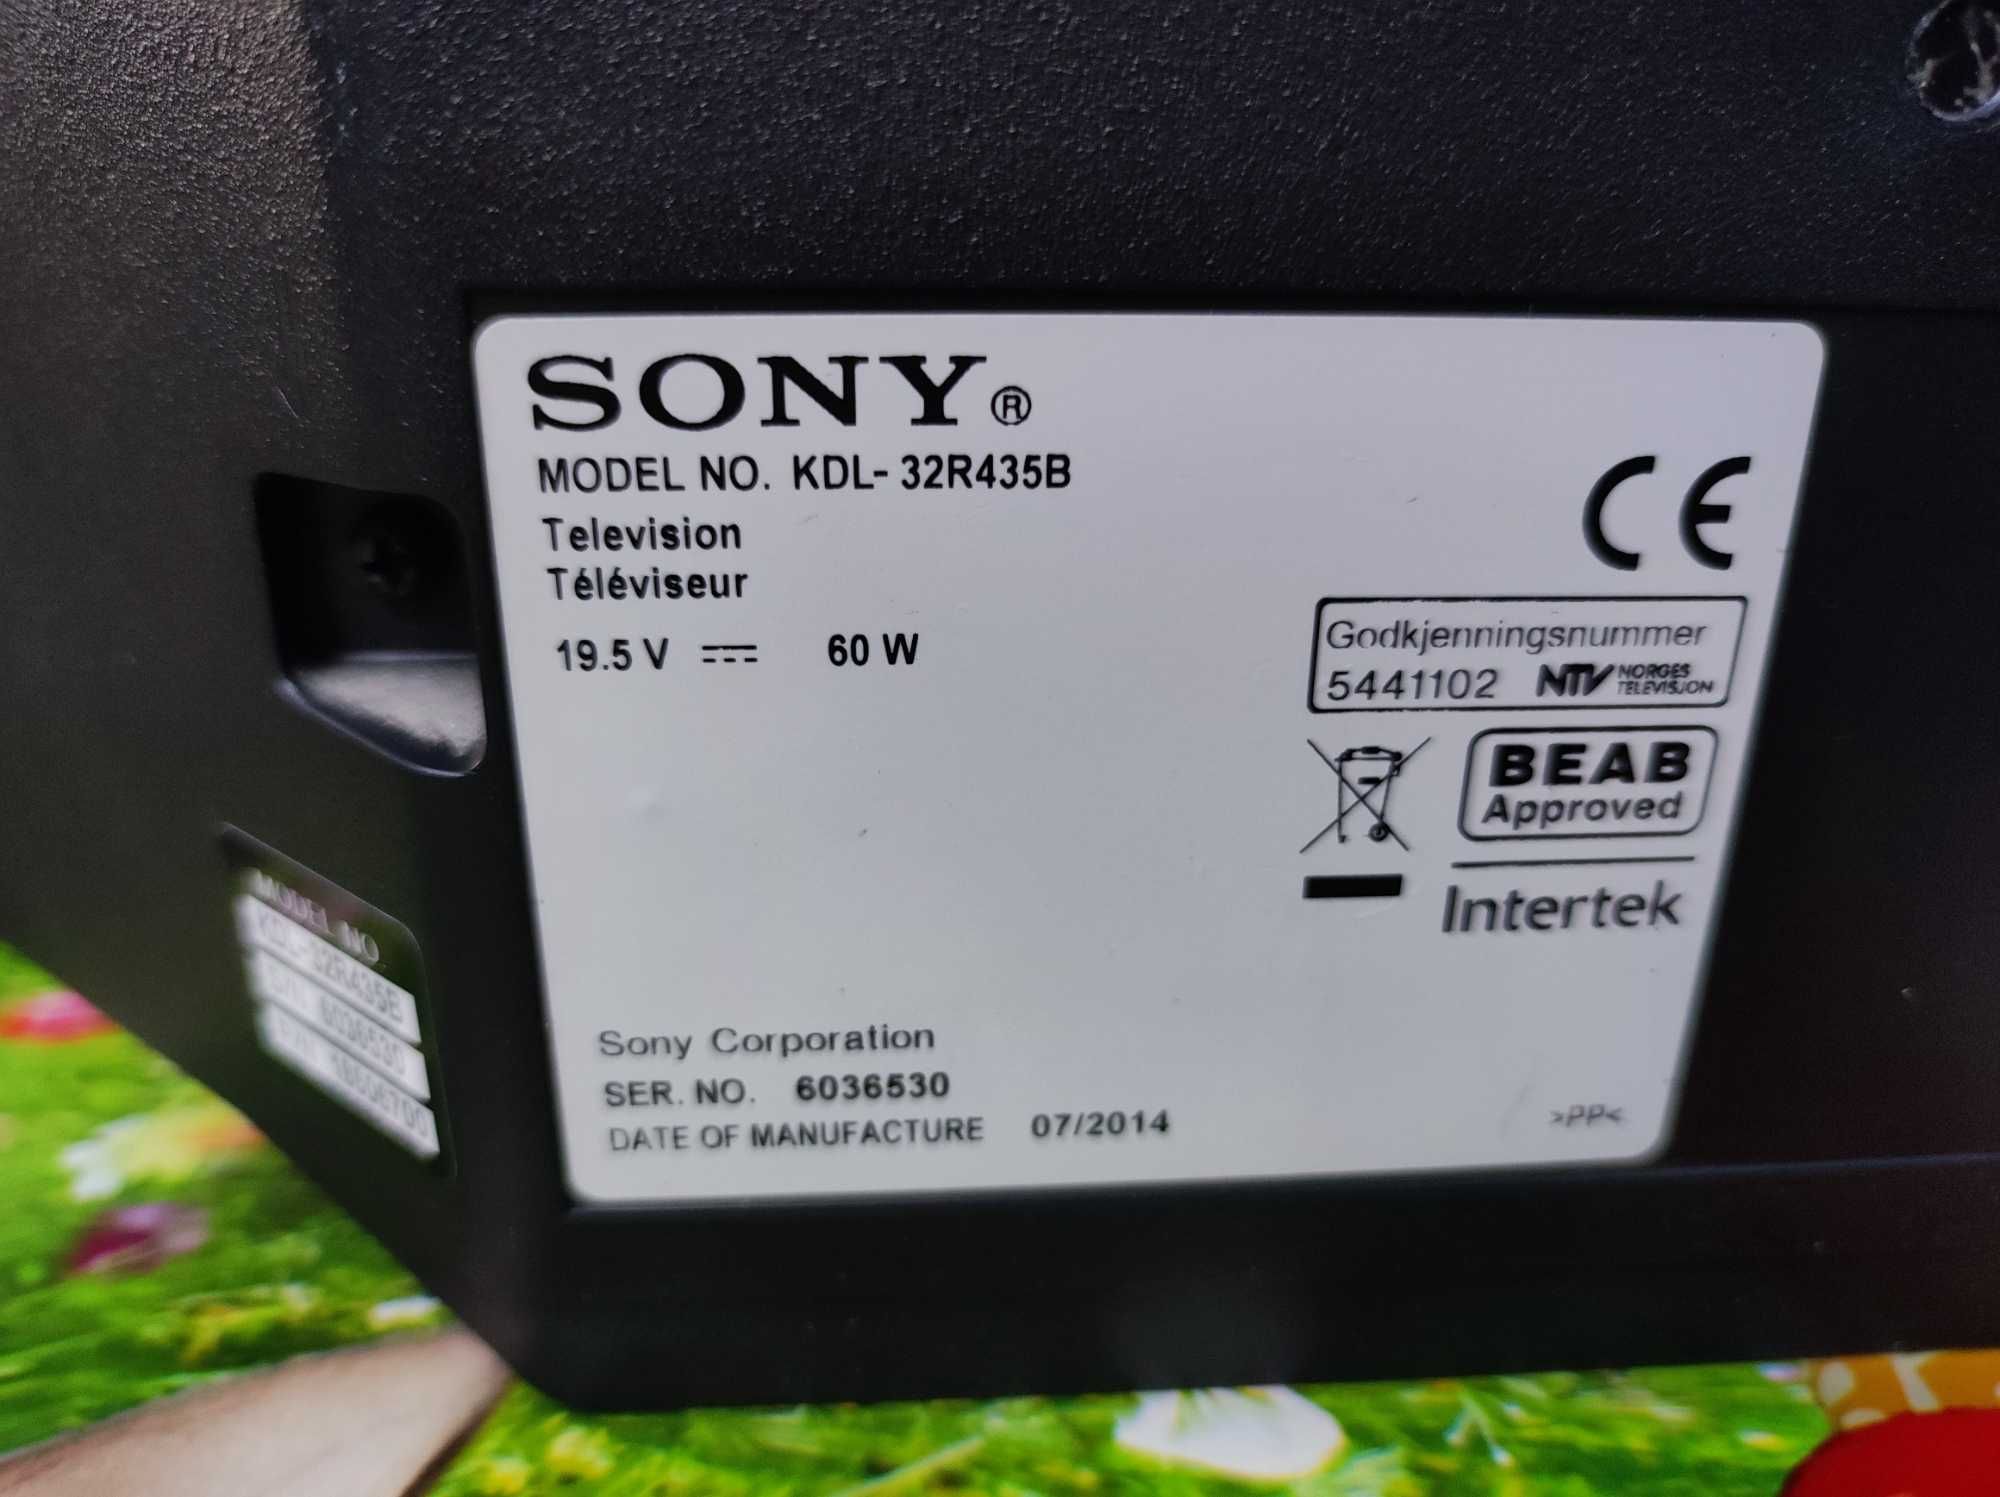 SONY®
MODEL NO. KDL-32R435B
Television
Téléviseur
19.5 V 60 W
CE
Godkjenningsnummer
5441102 NTV NORGES TELEVISJON
BEAB
Approved
Intertek
Sony Corporation
SER. NO. 6036530
DATE OF MANUFACTURE 07/2014
>PP<
MODEL NO
KDL-32R435B
S/N 6036530
P/N